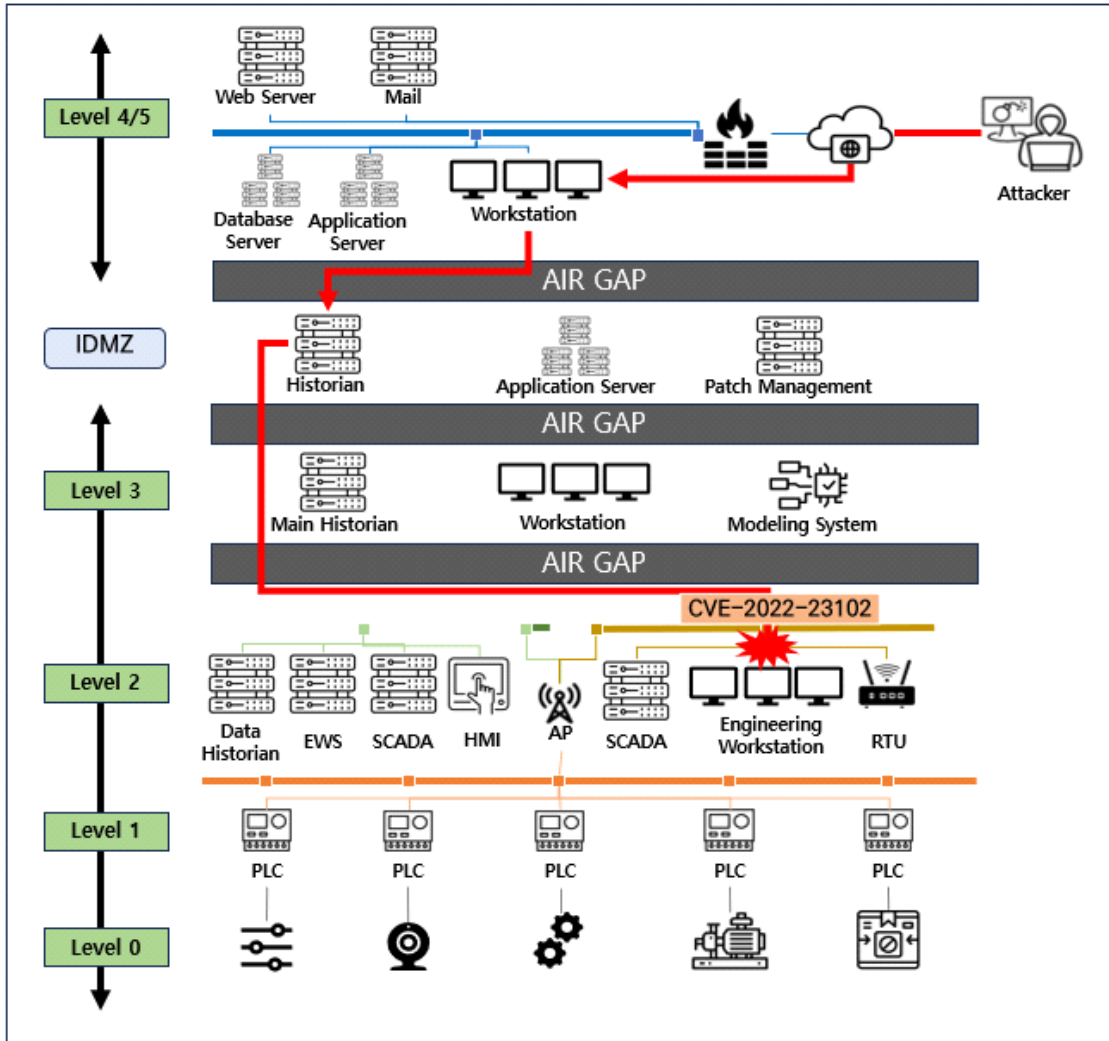 Level 4/5
Web Server
Mail
Attacker
Database
Server
Application
Server
Workstation
AIR GAP
IDMZ
Historian
Application Server
Patch Management
AIR GAP
Level 3
Main Historian
Workstation
Modeling System
AIR GAP
CVE-2022-23102
Level 2
Data
Historian
EWS
SCADA
HMI
AP
SCADA
Engineering
Workstation
RTU
Level 1
PLC
PLC
PLC
PLC
PLC
Level 0